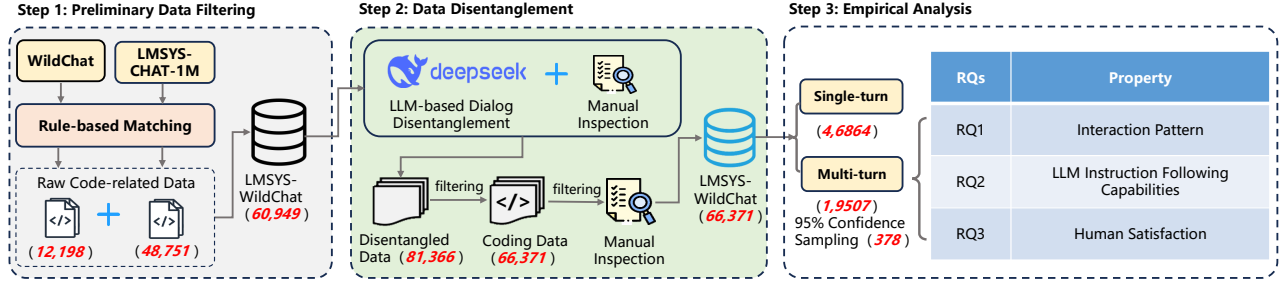 Step 1: Preliminary Data Filtering
WildChat
LMSYS-
CHAT-1M
Rule-based Matching
Raw Code-related Data
</>
</>
(12,198)
(48,751)
LMSYS-
WildChat
(60,949)
Step 2: Data Disentanglement
deepseek
LLM-based Dialog
Disentanglement
Manual
Inspection
filtering
filtering
</>
Disentangled
Data (81,366)
Coding Data
(66,371)
Manual
Inspection
LMSYS-
WildChat
(66,371)
Step 3: Empirical Analysis
Single-turn
(4,6864)
Multi-turn
(1,9507)
95% Confidence
Sampling (378)
RQs Property
RQ1 Interaction Pattern
RQ2 LLM Instruction Following
Capabilities
RQ3 Human Satisfaction